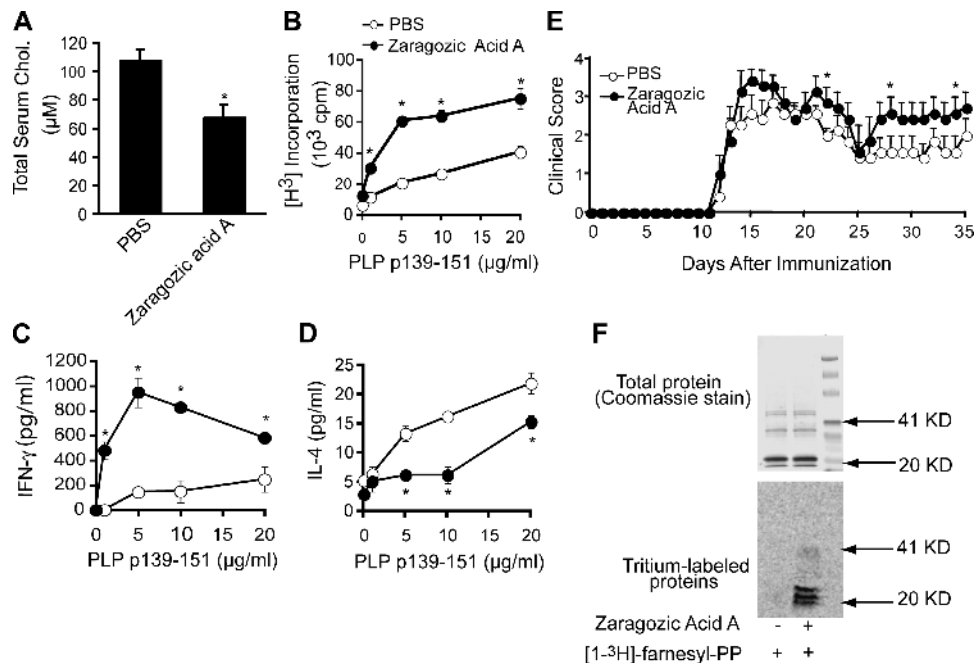 A
Total Serum Chol.
(µM)
120
100
80
60
40
20
0
PBS
Zaragozic acid A
*
B
PBS
Zaragozic Acid A
[H³] Incorporation
(10³ cpm)
100
80
60
40
20
0
* * * *
0 5 10 15 20
PLP p139-151 (µg/ml)
E
PBS
Zaragozic
Acid A
Clinical Score
4
3
2
1
0
* * *
0 5 10 15 20 25 30 35
Days After Immunization
C
IFN-γ
(pg/ml)
1200
1000
800
600
400
200
0
* * * *
0 5 10 15 20
PLP p139-151 (µg/ml)
D
IL-4
(pg/ml)
25
20
15
10
5
0
* * *
0 5 10 15 20
PLP p139-151 (µg/ml)
F
Total protein
(Coomassie stain)
41 KD
20 KD
Tritium-labeled
proteins
41 KD
20 KD
Zaragozic Acid A - +
[1-³H]-farnesyl-PP + +